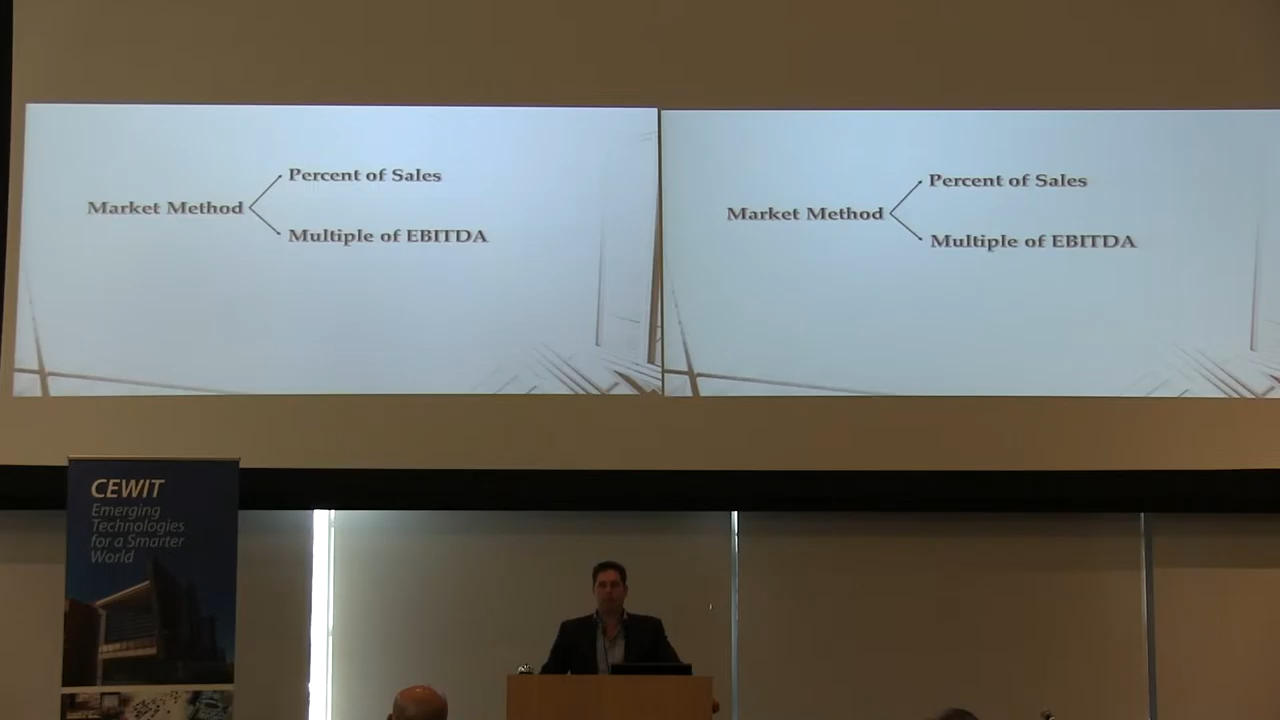 Percent of Sales
Market Method
Multiple of EBITDA
Percent of Sales
Market Method
Multiple of EBITDA
CEWIT
Emerging
Technologies
for a Smarter
World